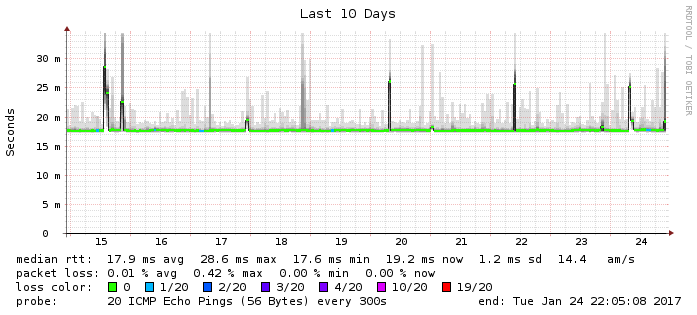 Last 10 Days
RRDTOOL / TOBI OETIKER
Seconds
30 m
25 m
20 m
15 m
10 m
5 m
0
15 16 17 18 19 20 21 22 23 24
median rtt: 17.9 ms avg 28.6 ms max 17.6 ms min 19.2 ms now 1.2 ms sd 14.4 am/s
packet loss: 0.01 % avg 0.42 % max 0.00 % min 0.00 % now
loss color: 0 1/20 2/20 3/20 4/20 10/20 19/20
probe: 20 ICMP Echo Pings (56 Bytes) every 300s end: Tue Jan 24 22:05:08 2017